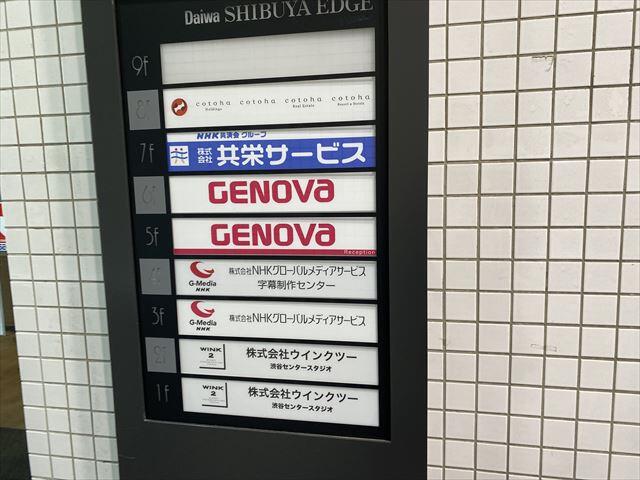 Daiwa SHIBUYA EDGE
9f
8f
cotoha cotoha cotoha cotoha
Holdings Real Estate Resort & Hotels
7f
NHK共済会グループ
株式会社 共栄サービス
6f
GENOVA
5f
GENOVA
Reception
4f
G-Media
NHK
株式会社NHKグローバルメディアサービス
字幕制作センター
3f
G-Media
NHK
株式会社NHKグローバルメディアサービス
2f
WINK
2
株式会社ウインクツー
渋谷センタースタジオ
1f
WINK
2
株式会社ウインクツー
渋谷センタースタジオ